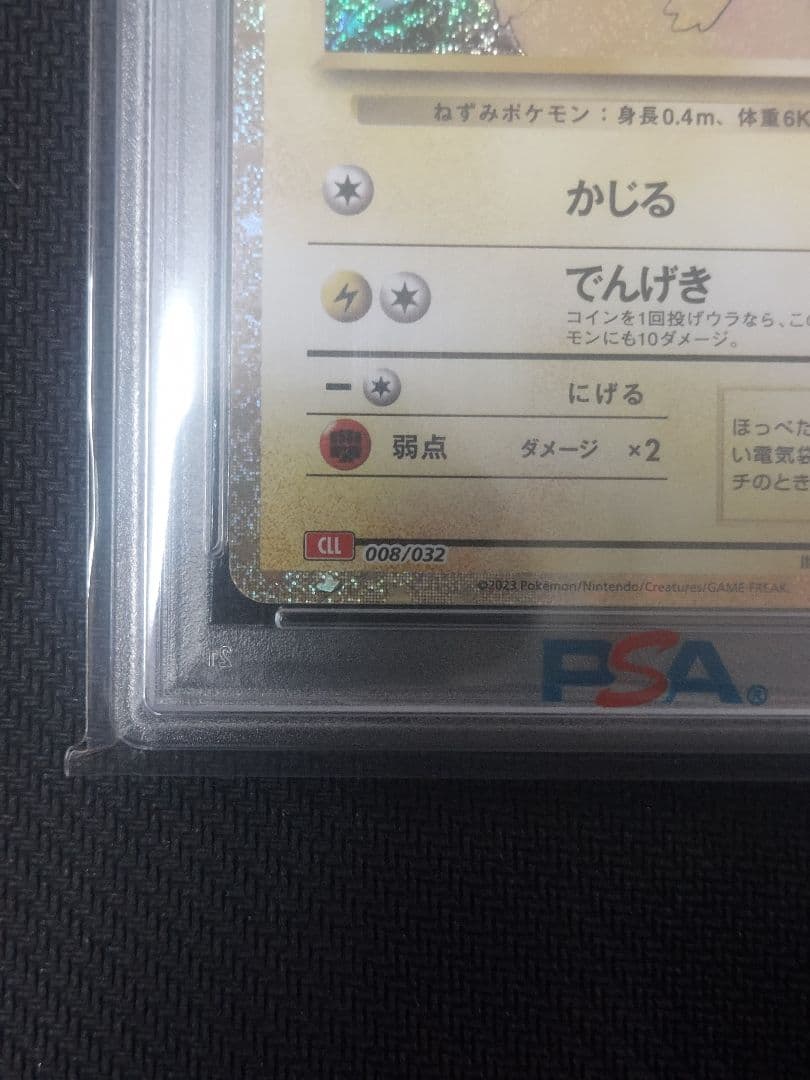 ねずみポケモン：身長0.4m、体重6K
かじる
でんげき
コインを1回投げウラなら、この
モンにも10ダメージ。
にげる
弱点 ダメージ ×2
ほっぺた
い電気袋
チのとき
CLL 008/032
©2023 Pokémon/Nintendo/Creatures/GAME FREAK
21
PSA®